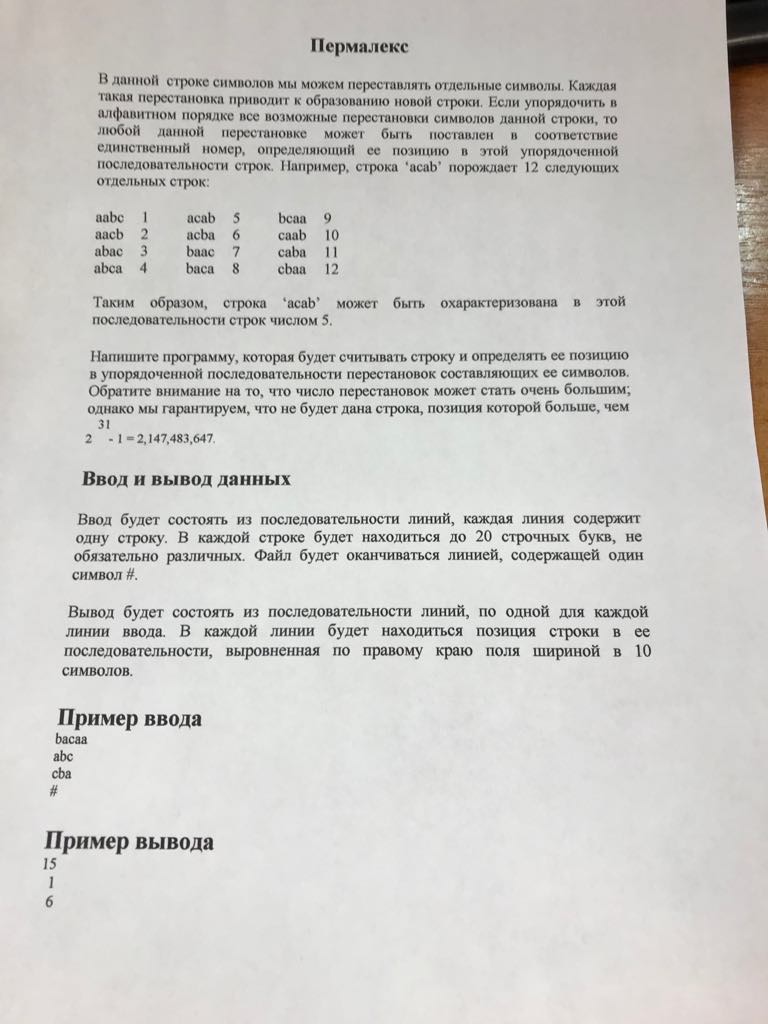 Пермалекс
В данной строке символов мы можем переставлять отдельные символы. Каждая
такая перестановка приводит к образованию новой строки. Если упорядочить в
алфавитном порядке все возможные перестановки символов данной строки, то
любой данной перестановке может быть поставлен в соответствие
единственный номер, определяющий ее позицию в этой упорядоченной
последовательности строк. Например, строка ‘acab’ порождает 12 следующих
отдельных строк:
aabc 1 acab 5 bcaa 9
aacb 2 acba 6 caab 10
abac 3 baac 7 caba 11
abca 4 baca 8 cbaa 12
Таким образом, строка ‘acab’ может быть охарактеризована в этой
последовательности строк числом 5.
Напишите программу, которая будет считывать строку и определять ее позицию
в упорядоченной последовательности перестановок составляющих ее символов.
Обратите внимание на то, что число перестановок может стать очень большим;
однако мы гарантируем, что не будет дана строка, позиция которой больше, чем
31
2 - 1 = 2,147,483,647.
Ввод и вывод данных
Ввод будет состоять из последовательности линий, каждая линия содержит
одну строку. В каждой строке будет находиться до 20 строчных букв, не
обязательно различных. Файл будет оканчиваться линией, содержащей один
символ #.
Вывод будет состоять из последовательности линий, по одной для каждой
линии ввода. В каждой линии будет находиться позиция строки в ее
последовательности, выровненная по правому краю поля шириной в 10
символов.
Пример ввода
bacaa
abc
cba
#
Пример вывода
15
1
6